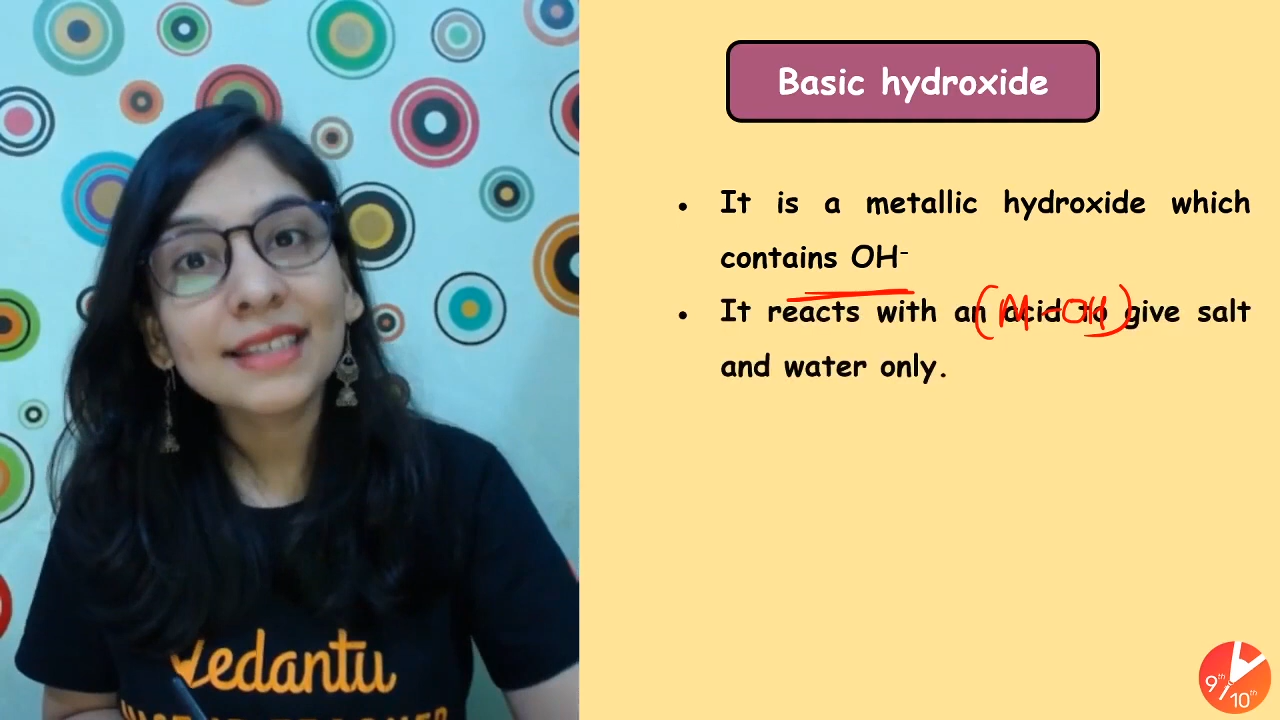 Basic hydroxide
• It is a metallic hydroxide which
contains OH⁻
(M-OH)
• It reacts with an acid to give salt
and water only.
Vedantu
9th/10th